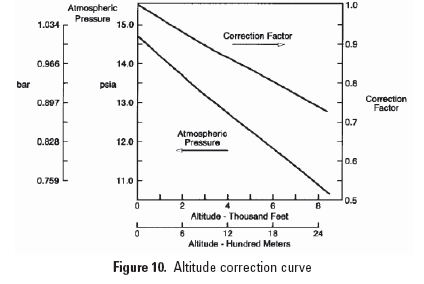 Atmospheric
Pressure
1.034
15.0
1.0
Correction Factor
0.966
14.0
0.9
bar
psia
0.8
Correction
Factor
0.897
13.0
0.7
Atmospheric
Pressure
0.828
12.0
0.6
0.759
11.0
0.5
0 2 4 6 8
Altitude - Thousand Feet
0 6 12 18 24
Altitude - Hundred Meters
Figure 10. Altitude correction curve